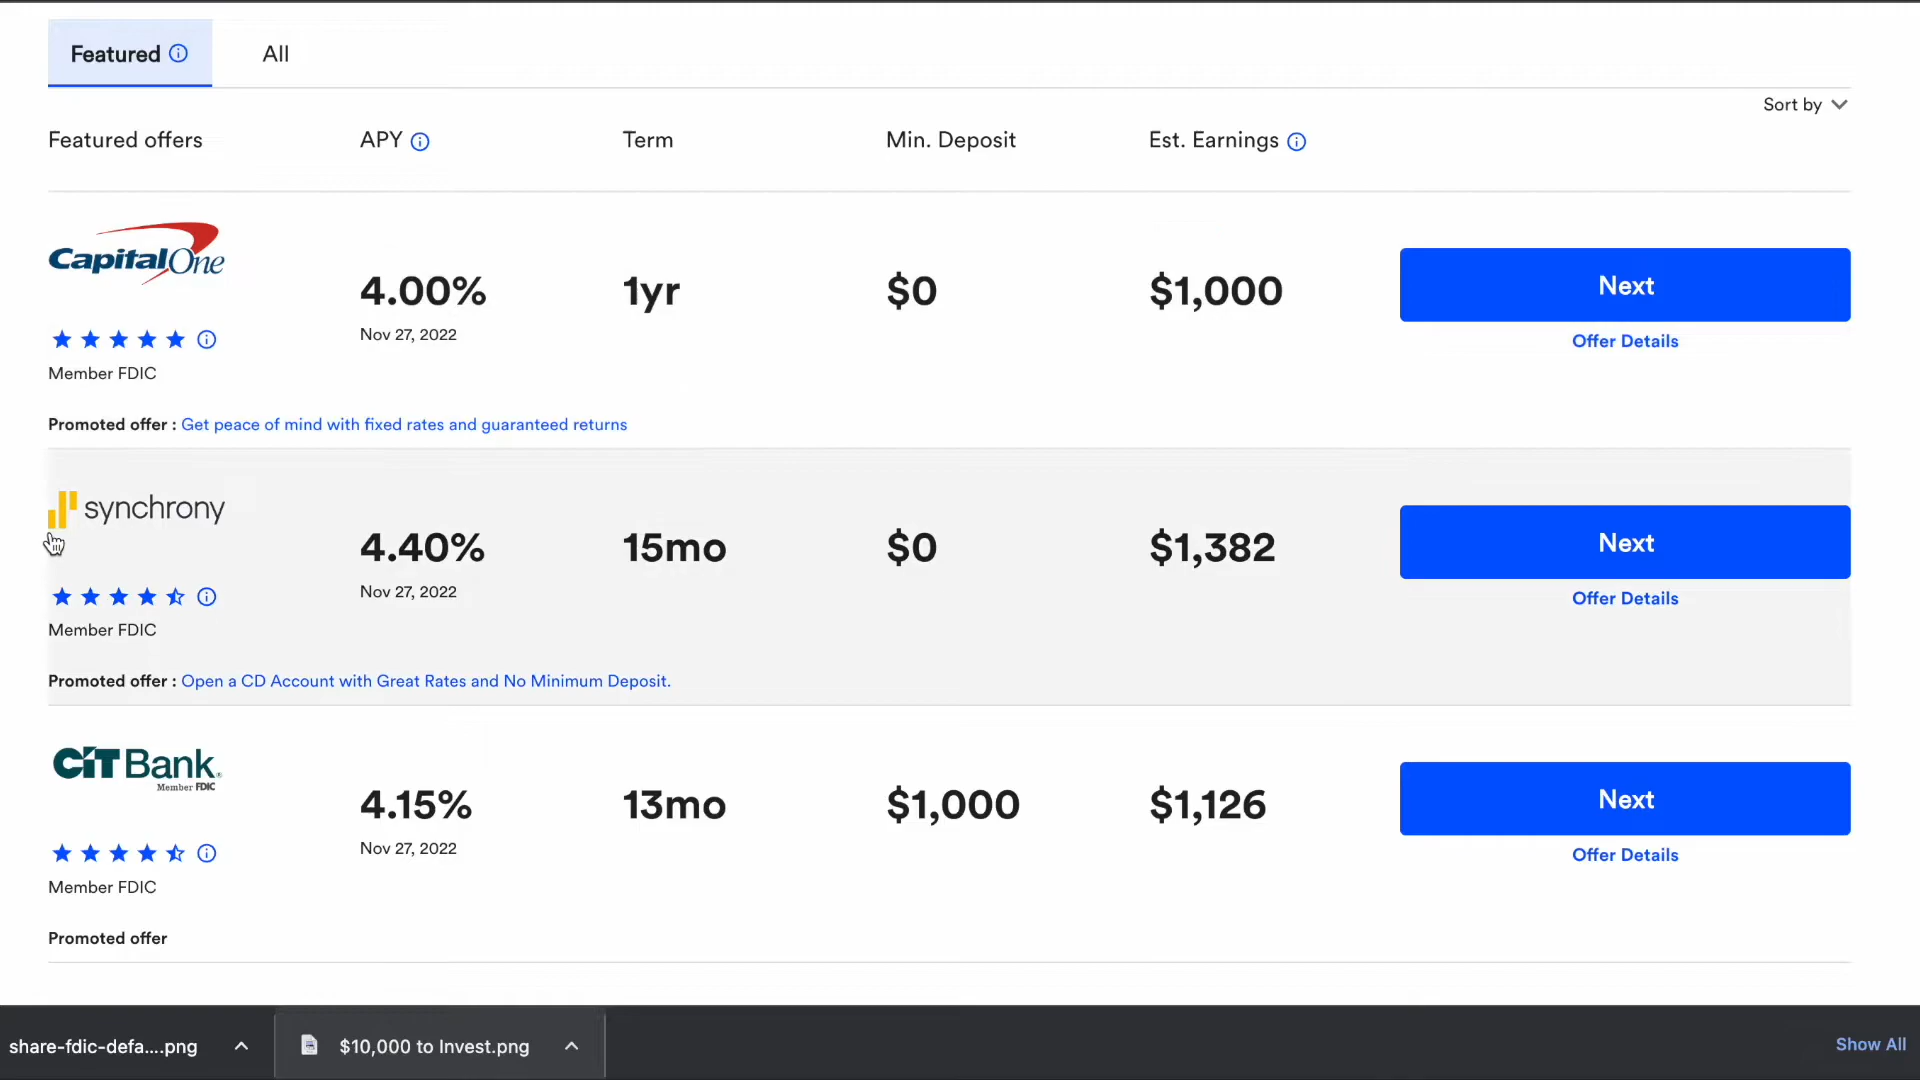 Featured
All
Sort by
Featured offers
APY
Term
Min. Deposit
Est. Earnings
CapitalOne
4.00%
1yr
$0
$1,000
Next
Nov 27, 2022
Offer Details
Member FDIC
Promoted offer : Get peace of mind with fixed rates and guaranteed returns
synchrony
4.40%
15mo
$0
$1,382
Next
Nov 27, 2022
Offer Details
Member FDIC
Promoted offer : Open a CD Account with Great Rates and No Minimum Deposit.
CIT Bank
Member FDIC
4.15%
13mo
$1,000
$1,126
Next
Nov 27, 2022
Offer Details
Member FDIC
Promoted offer
share-fdic-defa....png
$10,000 to Invest.png
Show All